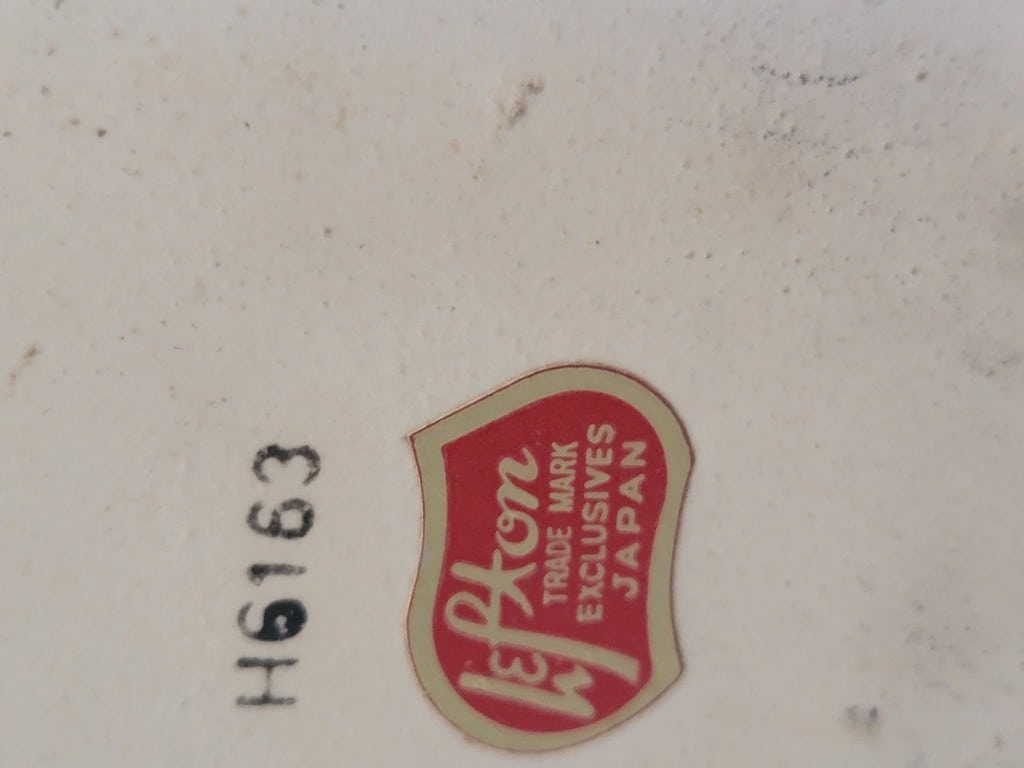 H6163
Lefton
TRADE MARK
EXCLUSIVES
JAPAN